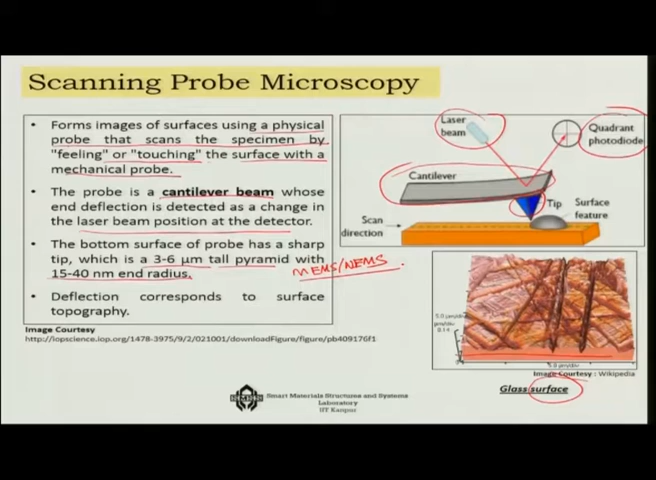 Scanning Probe Microscopy
• Forms images of surfaces using a physical
probe that scans the specimen by
"feeling" or "touching" the surface with a
mechanical probe.
• The probe is a cantilever beam whose
end deflection is detected as a change in
the laser beam position at the detector.
• The bottom surface of probe has a sharp
tip, which is a 3-6 µm tall pyramid with
15-40 nm end radius.
MEMS/NEMS
• Deflection corresponds to surface
topography.
Image Courtesy
http://iopscience.iop.org/1478-3975/9/2/021001/downloadFigure/figure/pb409176f1
Laser
beam
Quadrant
photodiode
Cantilever
Tip
Surface
feature
Scan
direction
Image Courtesy : Wikipedia
Glass surface
Smart Materials Structures and Systems
Laboratory
IIT Kanpur